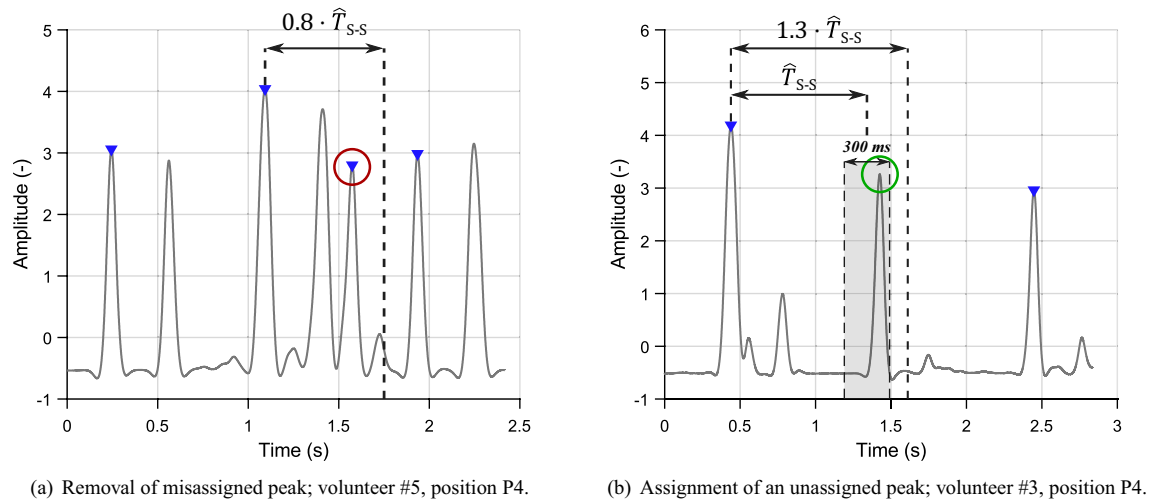 0.8 · T̂S-S
5
4
3
2
1
0
-1
Amplitude (-)
0
0.5
1
1.5
2
2.5
Time (s)
(a) Removal of misassigned peak; volunteer #5, position P4.
1.3 · T̂S-S
T̂S-S
300 ms
6
5
4
3
2
1
0
-1
Amplitude (-)
0
0.5
1
1.5
2
2.5
3
Time (s)
(b) Assignment of an unassigned peak; volunteer #3, position P4.